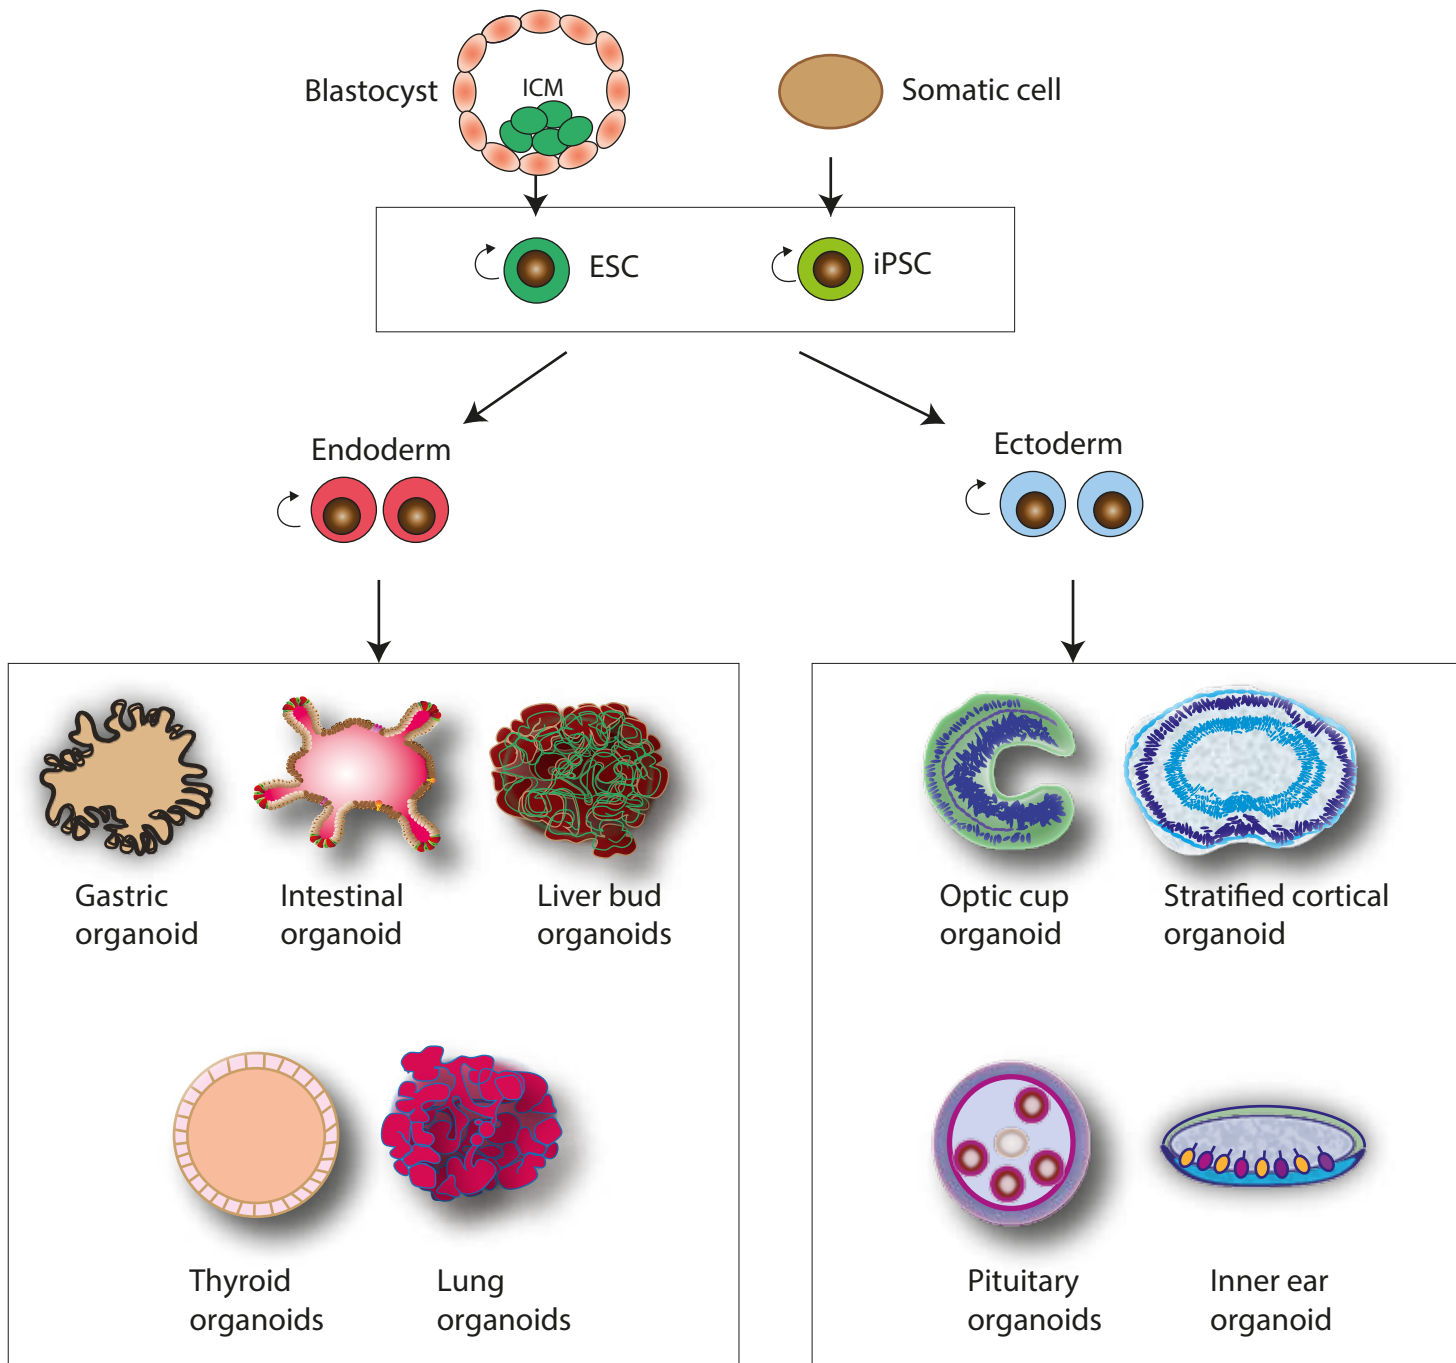 Blastocyst
ICM
Somatic cell
ESC
iPSC
Endoderm
Ectoderm
Gastric
organoid
Intestinal
organoid
Liver bud
organoids
Optic cup
organoid
Stratified cortical
organoid
Thyroid
organoids
Lung
organoids
Pituitary
organoids
Inner ear
organoid